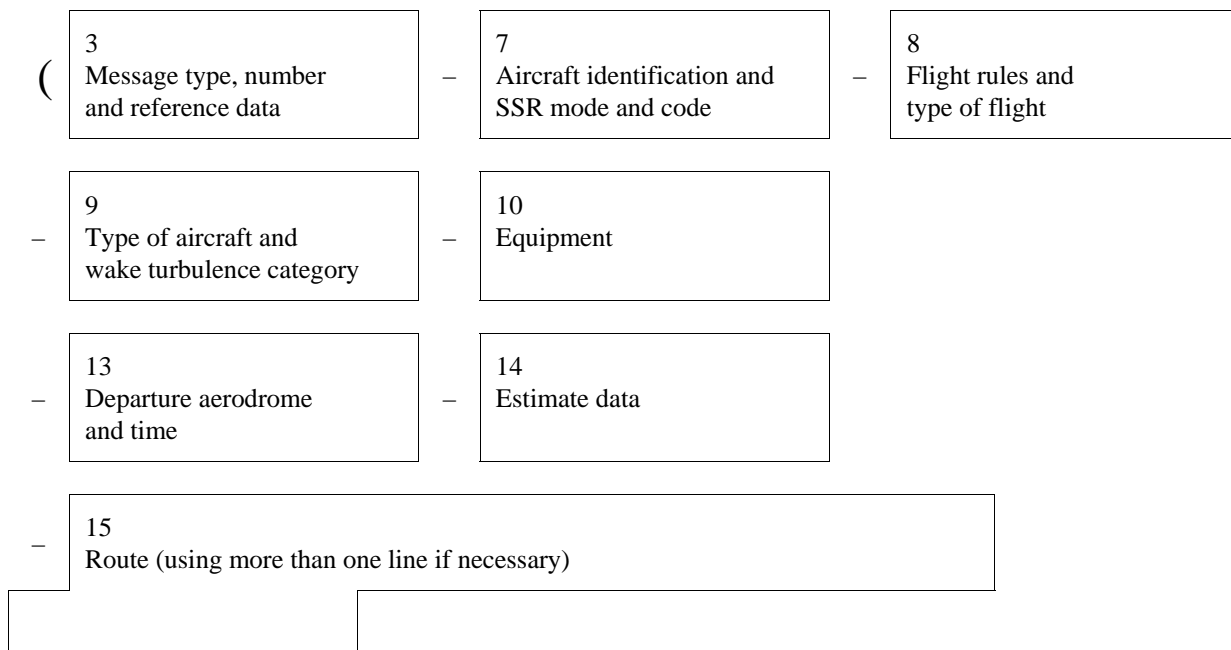 (
3
Message type, number
and reference data
–
7
Aircraft identification and
SSR mode and code
–
8
Flight rules and
type of flight
–
9
Type of aircraft and
wake turbulence category
–
10
Equipment
–
13
Departure aerodrome
and time
–
14
Estimate data
–
15
Route (using more than one line if necessary)